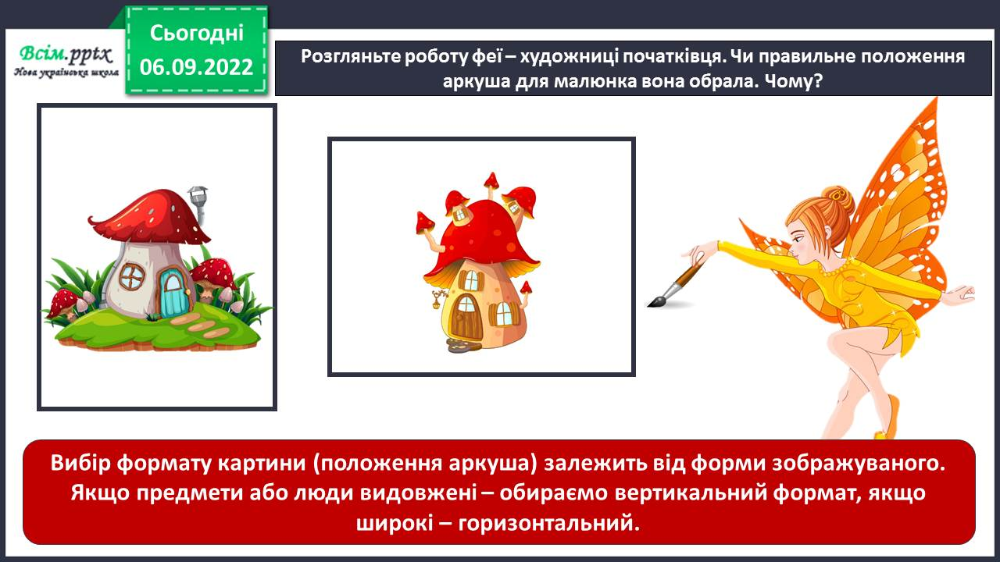 Сьогодні
06.09.2022
Всім.pptx
Нова українська школа
Розгляньте роботу феї – художниці початківця. Чи правильне положення
аркуша для малюнка вона обрала. Чому?
Вибір формату картини (положення аркуша) залежить від форми зображуваного.
Якщо предмети або люди видовжені – обираємо вертикальний формат, якщо
широкі – горизонтальний.